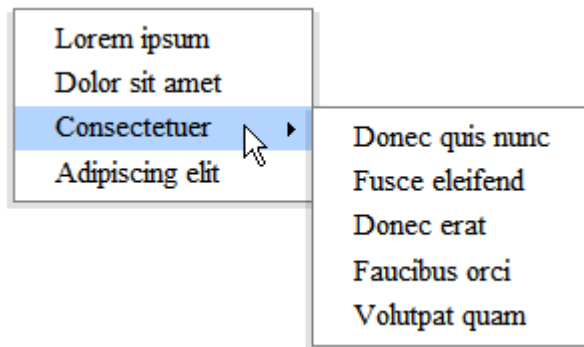 Lorem ipsum
Dolor sit amet
Consectetuer
Adipiscing elit
Donec quis nunc
Fusce eleifend
Donec erat
Faucibus orci
Volutpat quam